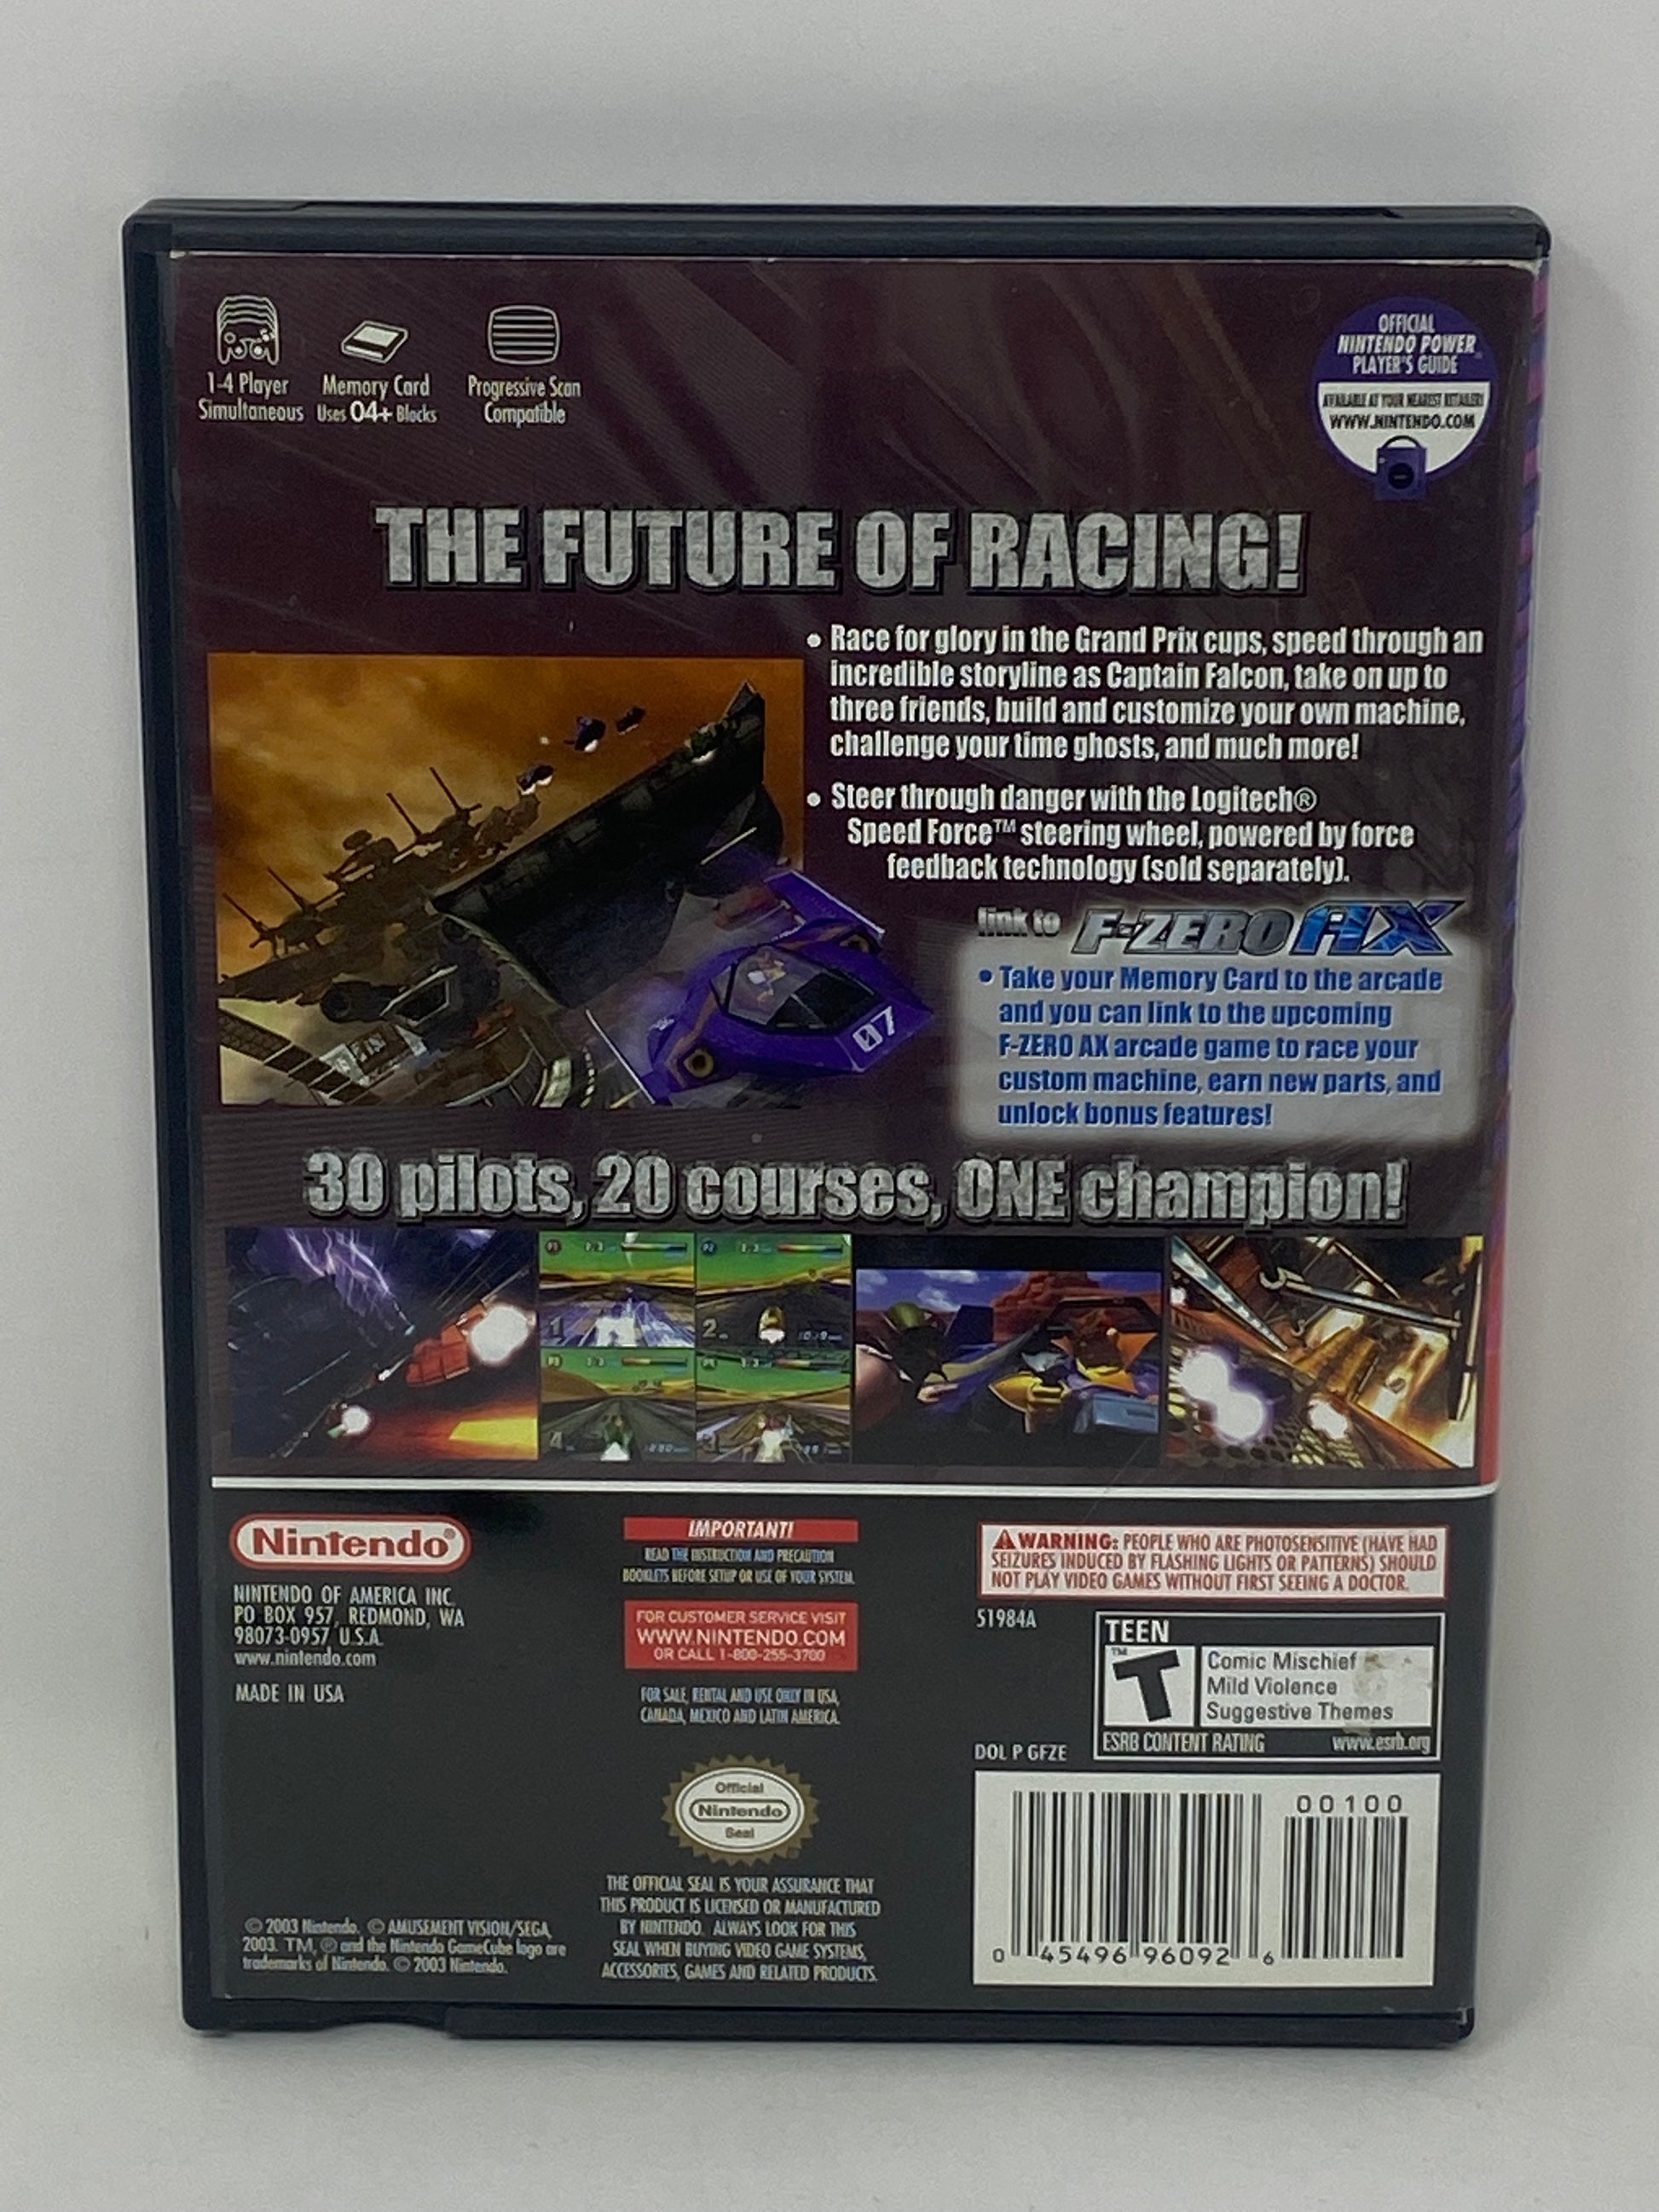 1-4 Player
Simultaneous
Memory Card
Uses 04+ Blocks
Progressive Scan
Compatible
OFFICIAL
NINTENDO POWER
PLAYER'S GUIDE
AVAILABLE AT YOUR NEAREST RETAILER!
WWW.NINTENDO.COM
THE FUTURE OF RACING!
• Race for glory in the Grand Prix cups, speed through an
incredible storyline as Captain Falcon, take on up to
three friends, build and customize your own machine,
challenge your time ghosts, and much more!
• Steer through danger with the Logitech®
Speed Force™ steering wheel, powered by force
feedback technology (sold separately).
07
link to F-ZERO AX
• Take your Memory Card to the arcade
and you can link to the upcoming
F-ZERO AX arcade game to race your
custom machine, earn new parts, and
unlock bonus features!
30 pilots, 20 courses, ONE champion!
Nintendo®
NINTENDO OF AMERICA INC.
PO BOX 957, REDMOND, WA
98073-0957 U.S.A.
www.nintendo.com
MADE IN USA
IMPORTANT!
READ THE INSTRUCTION AND PRECAUTION
BOOKLETS BEFORE SETUP OR USE OF YOUR SYSTEM.
FOR CUSTOMER SERVICE VISIT
WWW.NINTENDO.COM
OR CALL 1-800-255-3700
FOR SALE, RENTAL AND USE ONLY IN USA,
CANADA, MEXICO AND LATIN AMERICA.
Official
Nintendo
Seal
THE OFFICIAL SEAL IS YOUR ASSURANCE THAT
THIS PRODUCT IS LICENSED OR MANUFACTURED
BY NINTENDO. ALWAYS LOOK FOR THIS
SEAL WHEN BUYING VIDEO GAME SYSTEMS,
ACCESSORIES, GAMES AND RELATED PRODUCTS.
© 2003 Nintendo. © AMUSEMENT VISION/SEGA,
2003. TM, ® and the Nintendo GameCube logo are
trademarks of Nintendo. © 2003 Nintendo.
WARNING: PEOPLE WHO ARE PHOTOSENSITIVE (HAVE HAD
SEIZURES INDUCED BY FLASHING LIGHTS OR PATTERNS) SHOULD
NOT PLAY VIDEO GAMES WITHOUT FIRST SEEING A DOCTOR.
51984A
TEEN
T™
Comic Mischief
Mild Violence
Suggestive Themes
ESRB CONTENT RATING www.esrb.org
DOL P GFZE
00100
0 45496 96092 6